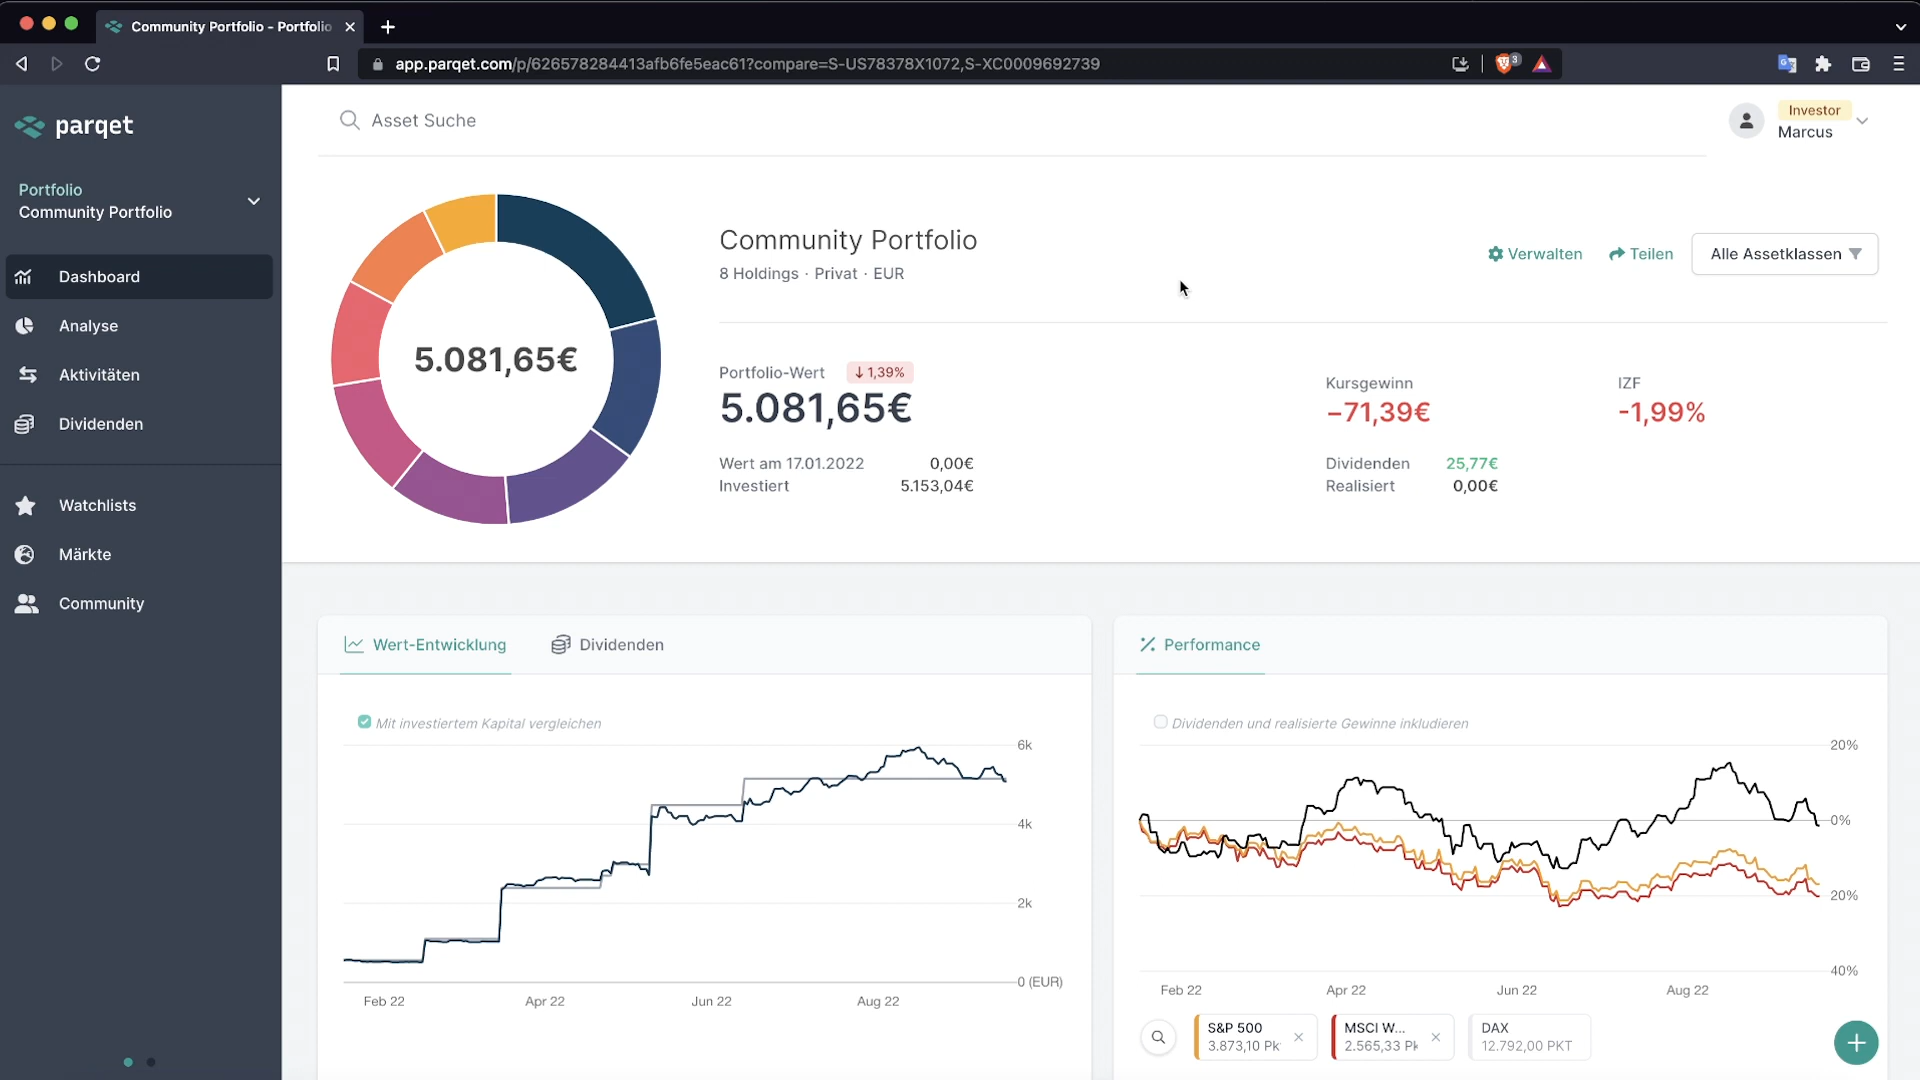 Community Portfolio - Portfolio
app.parqet.com/p/626578284413afb6fe5eac61?compare=S-US78378X1072,S-XC0009692739
3
parqet
Portfolio
Community Portfolio
Dashboard
Analyse
Aktivitäten
Dividenden
Watchlists
Märkte
Community
Asset Suche
Investor
Marcus
5.081,65€
Community Portfolio
8 Holdings · Privat · EUR
Verwalten
Teilen
Alle Assetklassen
Portfolio-Wert
↓ 1,39%
5.081,65€
Wert am 17.01.2022 0,00€
Investiert 5.153,04€
Kursgewinn
−71,39€
Dividenden 25,77€
Realisiert 0,00€
IZF
-1,99%
Wert-Entwicklung
Dividenden
Mit investiertem Kapital vergleichen
6k
4k
2k
0 (EUR)
Feb 22
Apr 22
Jun 22
Aug 22
Performance
Dividenden und realisierte Gewinne inkludieren
20%
0%
20%
40%
Feb 22
Apr 22
Jun 22
Aug 22
S&P 500
3.873,10 Pk
MSCI W...
2.565,33 Pk
DAX
12.792,00 PKT